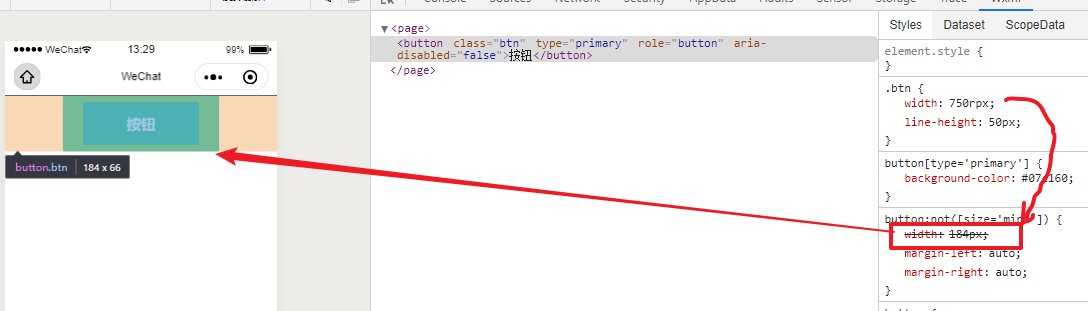 Console Sources Network Security AppData Audits Sensor Storage Trace Wxml
WeChat 13:29 99%
WeChat
按钮
button.btn 184 x 66
<page>
<button class="btn" type="primary" role="button" aria-
disabled="false">按钮</button>
</page>
Styles Dataset ScopeData
element.style {
}
.btn {
width: 750rpx;
line-height: 50px;
}
button[type='primary'] {
background-color: #07 160;
}
button:not([size='mini']) {
width: 184px;
margin-left: auto;
margin-right: auto;
}